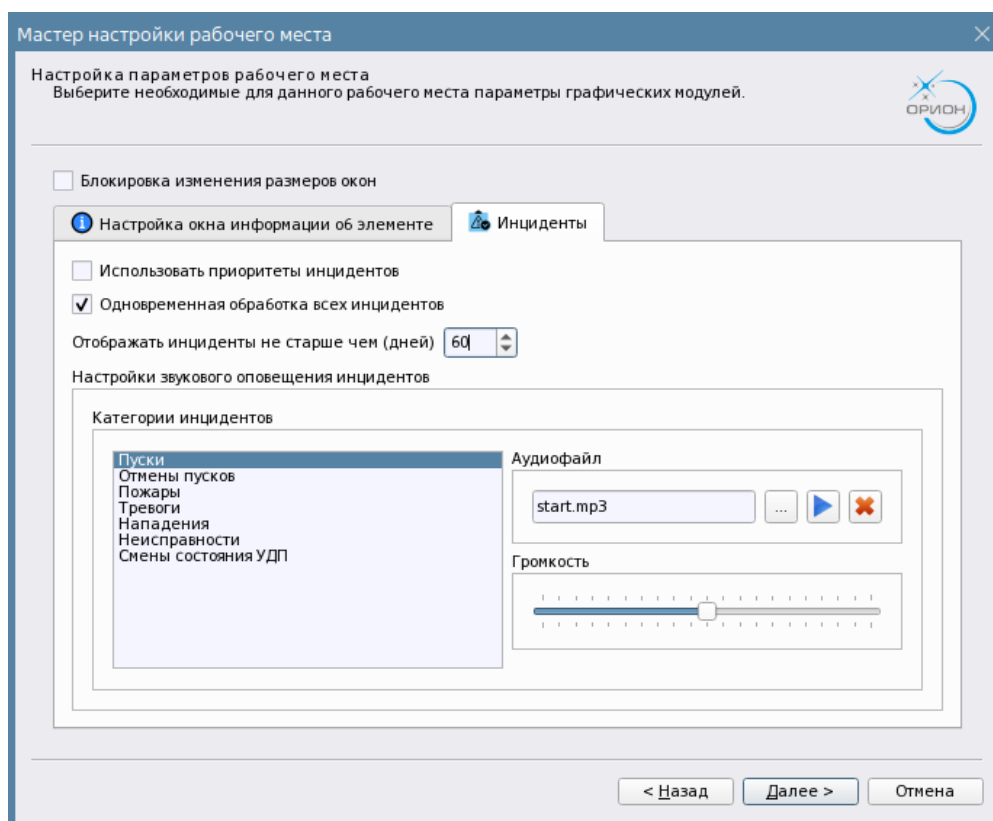 Мастер настройки рабочего места
Настройка параметров рабочего места
Выберите необходимые для данного рабочего места параметры графических модулей.
ОРИОН
Блокировка изменения размеров окон
Настройка окна информации об элементе
Инциденты
Использовать приоритеты инцидентов
Одновременная обработка всех инцидентов
Отображать инциденты не старше чем (дней) 60
Настройки звукового оповещения инцидентов
Категории инцидентов
Пуски
Отмены пусков
Пожары
Тревоги
Нападения
Неисправности
Смены состояния УДП
Аудиофайл
start.mp3 ...
Громкость
< Назад Далее > Отмена